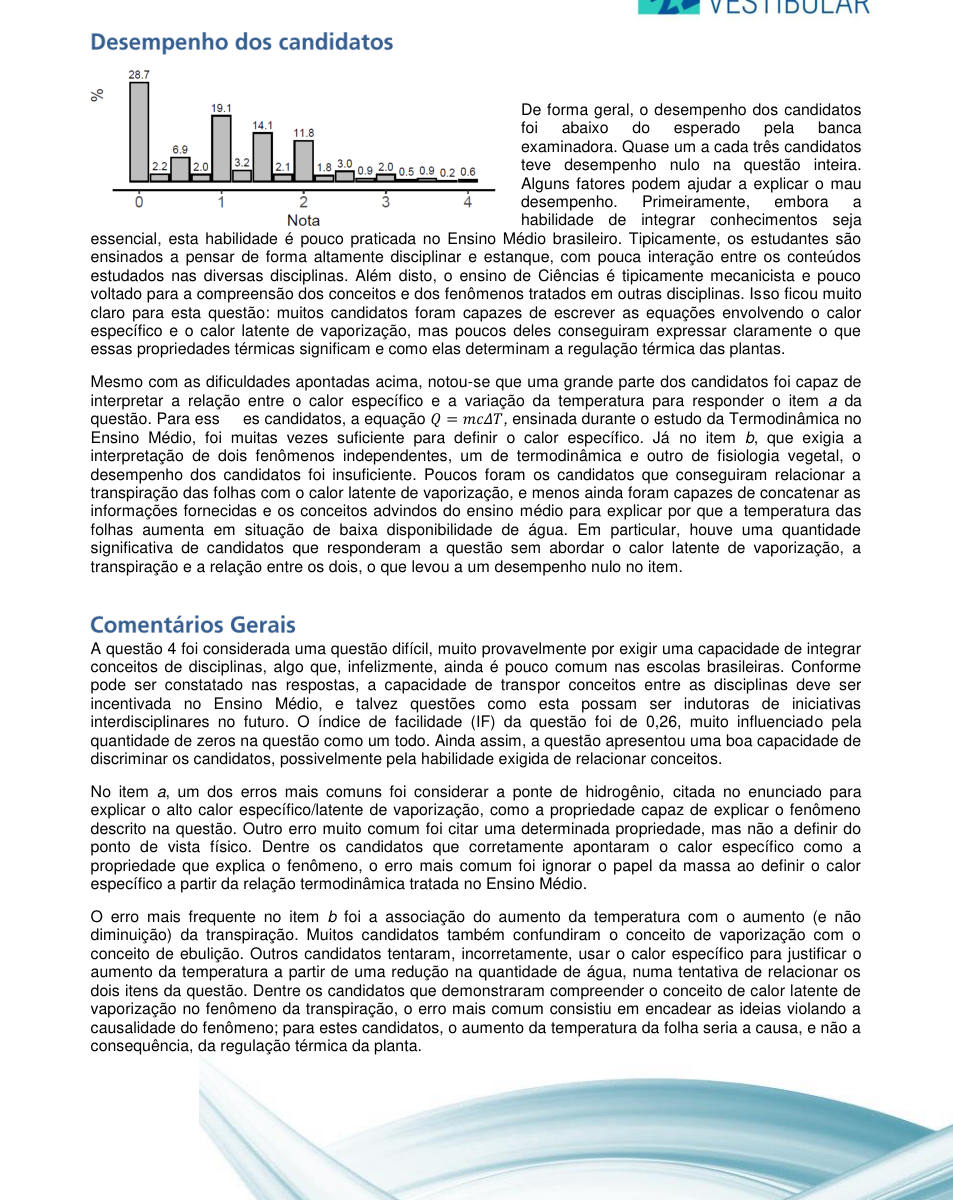 VESTIBULAR
Desempenho dos candidatos
%
28.7
2.2
6.9
2.0
19.1
3.2
14.1
2.1
11.8
1.8
3.0
0.9
2.0
0.5
0.9
0.2
0.6
0 1 2 3 4
Nota
De forma geral, o desempenho dos candidatos
foi abaixo do esperado pela banca
examinadora. Quase um a cada três candidatos
teve desempenho nulo na questão inteira.
Alguns fatores podem ajudar a explicar o mau
desempenho. Primeiramente, embora a
habilidade de integrar conhecimentos seja
essencial, esta habilidade é pouco praticada no Ensino Médio brasileiro. Tipicamente, os estudantes são
ensinados a pensar de forma altamente disciplinar e estanque, com pouca interação entre os conteúdos
estudados nas diversas disciplinas. Além disto, o ensino de Ciências é tipicamente mecanicista e pouco
voltado para a compreensão dos conceitos e dos fenômenos tratados em outras disciplinas. Isso ficou muito
claro para esta questão: muitos candidatos foram capazes de escrever as equações envolvendo o calor
específico e o calor latente de vaporização, mas poucos deles conseguiram expressar claramente o que
essas propriedades térmicas significam e como elas determinam a regulação térmica das plantas.
Mesmo com as dificuldades apontadas acima, notou-se que uma grande parte dos candidatos foi capaz de
interpretar a relação entre o calor específico e a variação da temperatura para responder o item a da
questão. Para ess es candidatos, a equação Q = mcΔT, ensinada durante o estudo da Termodinâmica no
Ensino Médio, foi muitas vezes suficiente para definir o calor específico. Já no item b, que exigia a
interpretação de dois fenômenos independentes, um de termodinâmica e outro de fisiologia vegetal, o
desempenho dos candidatos foi insuficiente. Poucos foram os candidatos que conseguiram relacionar a
transpiração das folhas com o calor latente de vaporização, e menos ainda foram capazes de concatenar as
informações fornecidas e os conceitos advindos do ensino médio para explicar por que a temperatura das
folhas aumenta em situação de baixa disponibilidade de água. Em particular, houve uma quantidade
significativa de candidatos que responderam a questão sem abordar o calor latente de vaporização, a
transpiração e a relação entre os dois, o que levou a um desempenho nulo no item.
Comentários Gerais
A questão 4 foi considerada uma questão difícil, muito provavelmente por exigir uma capacidade de integrar
conceitos de disciplinas, algo que, infelizmente, ainda é pouco comum nas escolas brasileiras. Conforme
pode ser constatado nas respostas, a capacidade de transpor conceitos entre as disciplinas deve ser
incentivada no Ensino Médio, e talvez questões como esta possam ser indutoras de iniciativas
interdisciplinares no futuro. O índice de facilidade (IF) da questão foi de 0,26, muito influenciado pela
quantidade de zeros na questão como um todo. Ainda assim, a questão apresentou uma boa capacidade de
discriminar os candidatos, possivelmente pela habilidade exigida de relacionar conceitos.
No item a, um dos erros mais comuns foi considerar a ponte de hidrogênio, citada no enunciado para
explicar o alto calor específico/latente de vaporização, como a propriedade capaz de explicar o fenômeno
descrito na questão. Outro erro muito comum foi citar uma determinada propriedade, mas não a definir do
ponto de vista físico. Dentre os candidatos que corretamente apontaram o calor específico como a
propriedade que explica o fenômeno, o erro mais comum foi ignorar o papel da massa ao definir o calor
específico a partir da relação termodinâmica tratada no Ensino Médio.
O erro mais frequente no item b foi a associação do aumento da temperatura com o aumento (e não
diminuição) da transpiração. Muitos candidatos também confundiram o conceito de vaporização com o
conceito de ebulição. Outros candidatos tentaram, incorretamente, usar o calor específico para justificar o
aumento da temperatura a partir de uma redução na quantidade de água, numa tentativa de relacionar os
dois itens da questão. Dentre os candidatos que demonstraram compreender o conceito de calor latente de
vaporização no fenômeno da transpiração, o erro mais comum consistiu em encadear as ideias violando a
causalidade do fenômeno; para estes candidatos, o aumento da temperatura da folha seria a causa, e não a
consequência, da regulação térmica da planta.